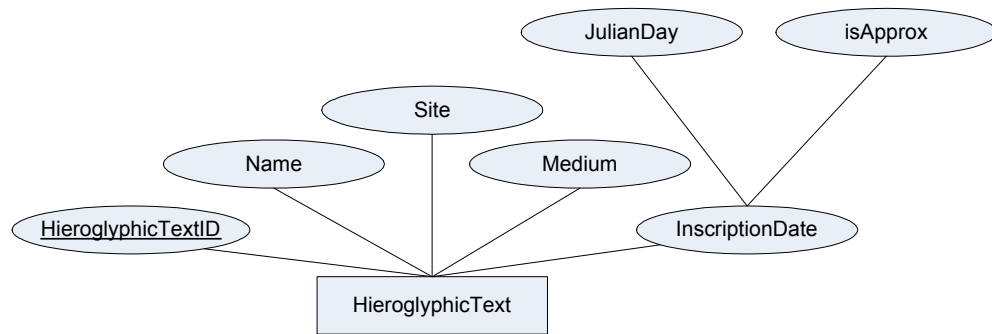 JulianDay
isApprox
Site
Name
Medium
HieroglyphicTextID
InscriptionDate
HieroglyphicText